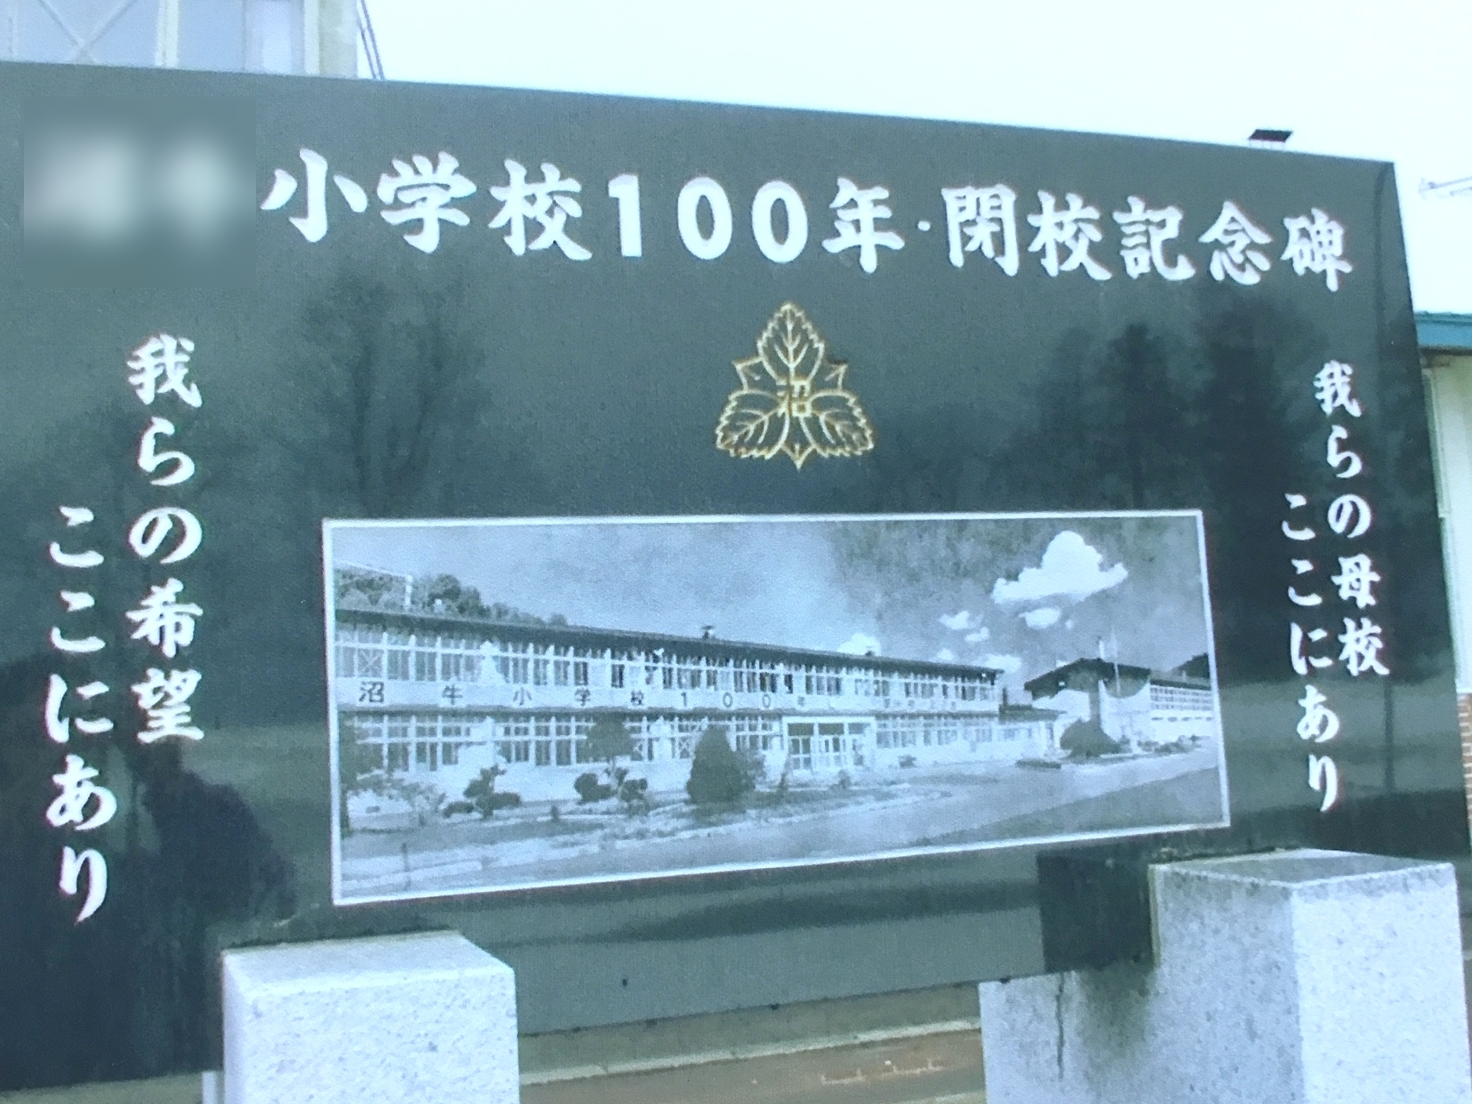 小学校100年・閉校記念碑
沼
我らの母校
ここにあり
沼牛小学校100年
我らの希望
ここにあり